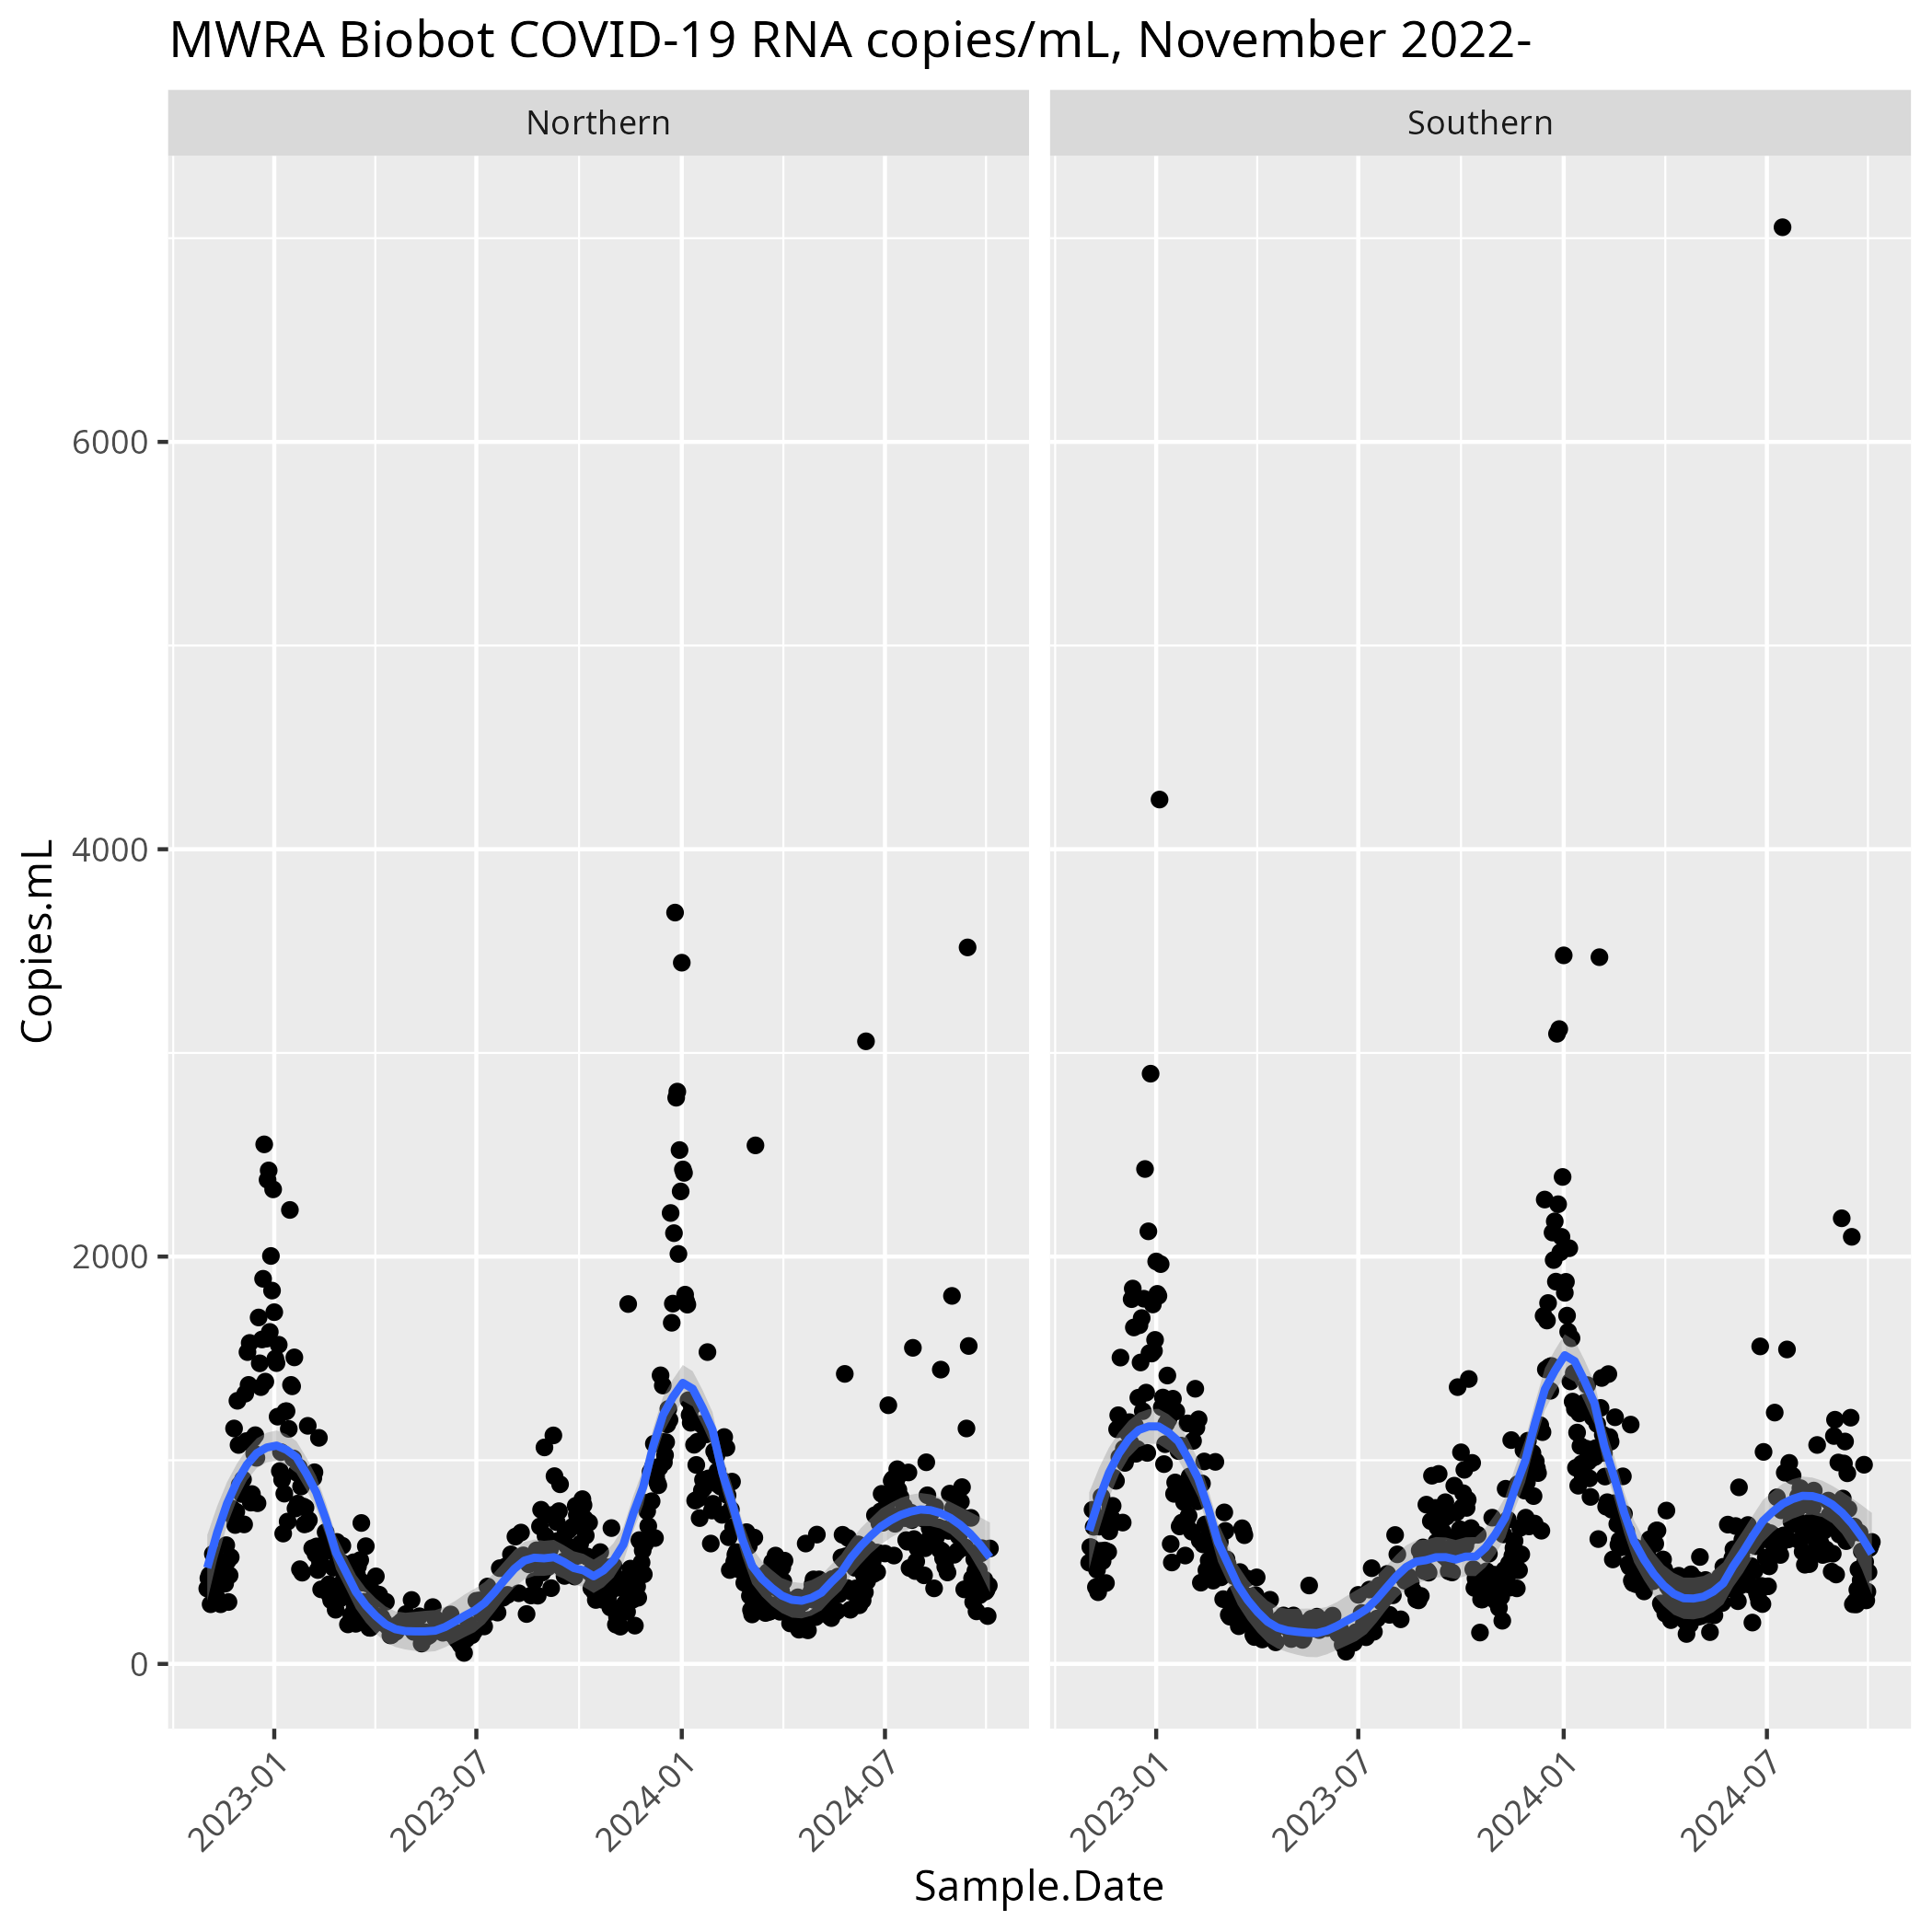 MWRA Biobot COVID-19 RNA copies/mL, November 2022-
Northern
Southern
Copies.mL
6000
4000
2000
0
2023-01
2023-07
2024-01
2024-07
2023-01
2023-07
2024-01
2024-07
Sample.Date